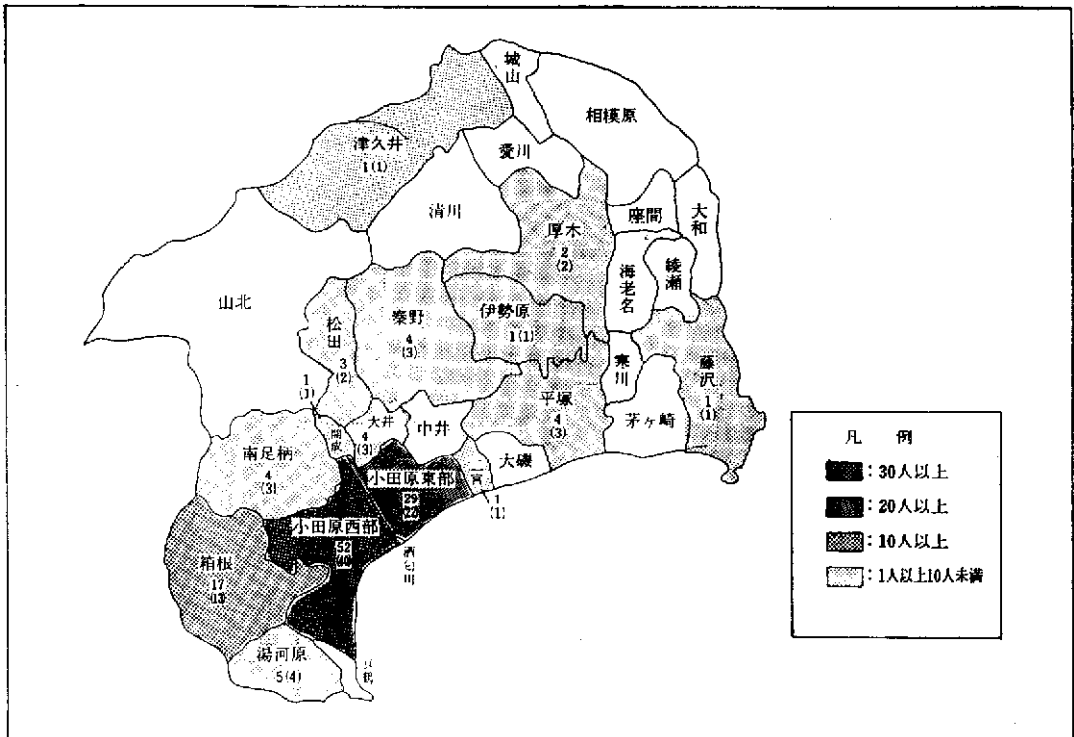 城山
相模原
津久井
1(1)
愛川
清川
厚木
2
(2)
座間
大和
海老名
綾瀬
山北
松田
3
(2)
秦野
4
(3)
伊勢原
1(1)
寒川
藤沢
1
(1)
平塚
4
(3)
茅ヶ崎
1
(1)
開成
大井
4
(3)
中井
大磯
二宮
1
(1)
南足柄
4
(3)
小田原東部
29
(22)
小田原西部
52
(40)
酒匂川
箱根
17
(13)
湯河原
5(4)
真鶴
凡 例
:30人以上
:20人以上
:10人以上
:1人以上10人未満